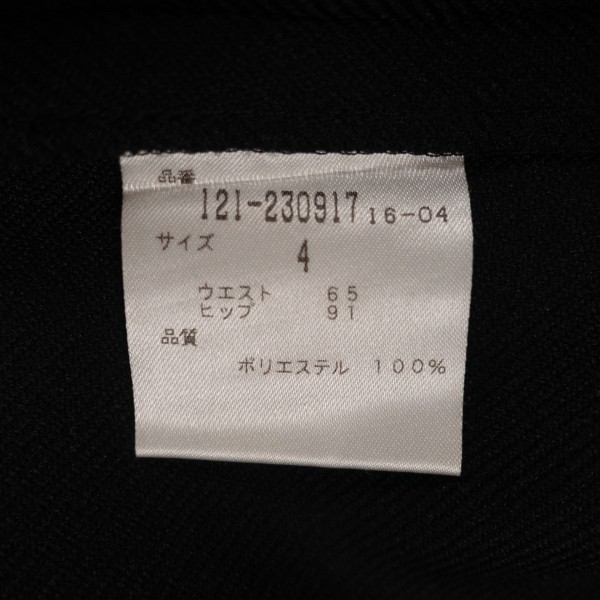 品番
121-230917 16-04
サイズ
4
ウエスト 65
ヒップ 91
品質
ポリエステル 100%